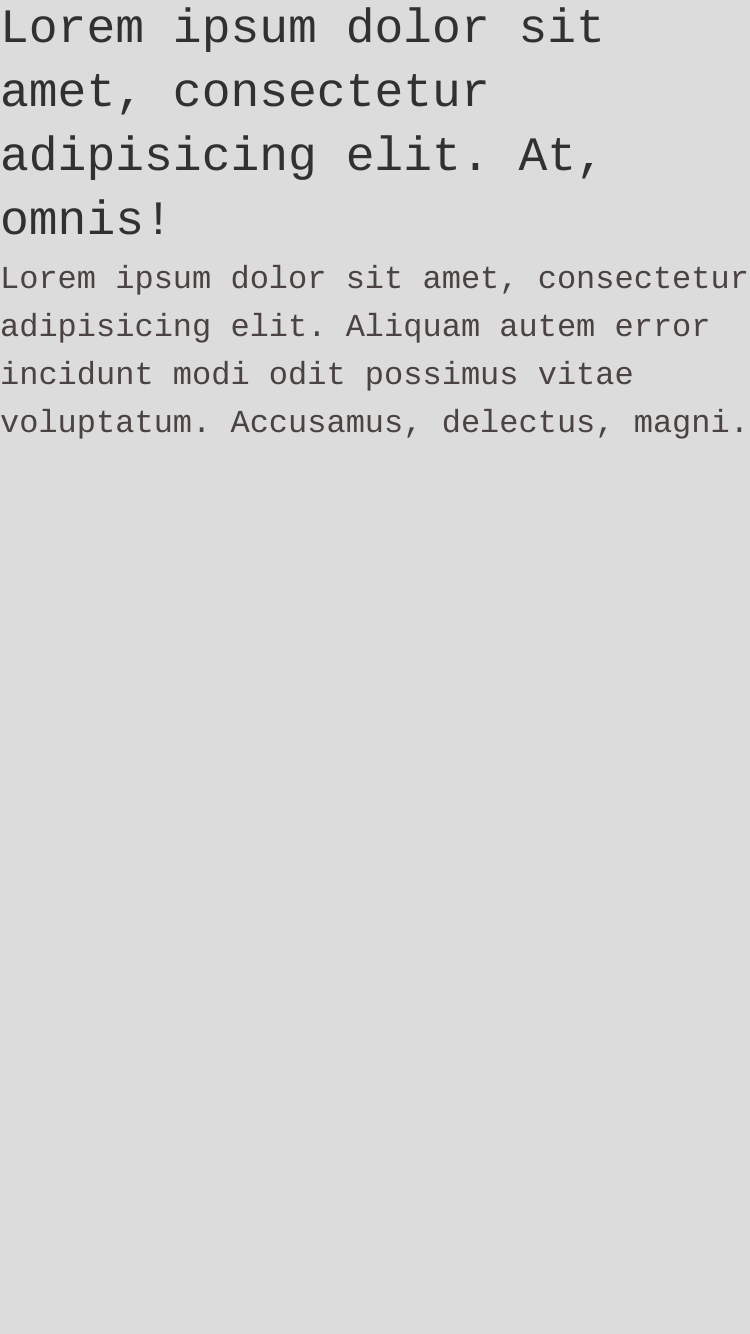 Lorem ipsum dolor sit
amet, consectetur
adipisicing elit. At,
omnis!
Lorem ipsum dolor sit amet, consectetur
adipisicing elit. Aliquam autem error
incidunt modi odit possimus vitae
voluptatum. Accusamus, delectus, magni.